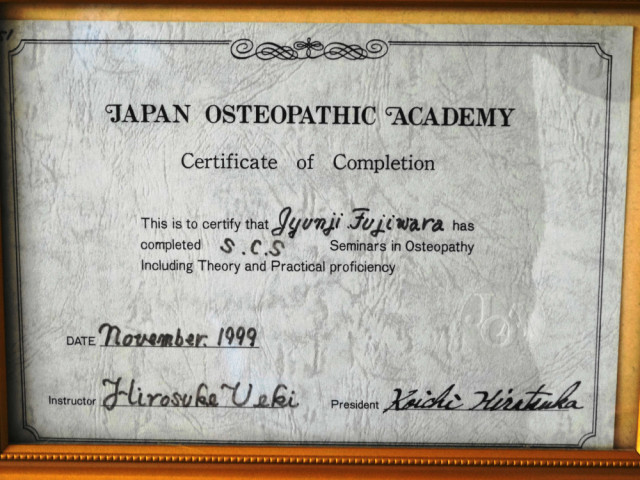 JAPAN OSTEOPATHIC ACADEMY
Certificate of Completion
This is to certify that Jyunji Fujiwara has
completed S.C.S Seminars in Osteopathy
Including Theory and Practical proficiency
DATE November. 1999
Instructor Hirosuke Ueki President Koichi Hiratsuka